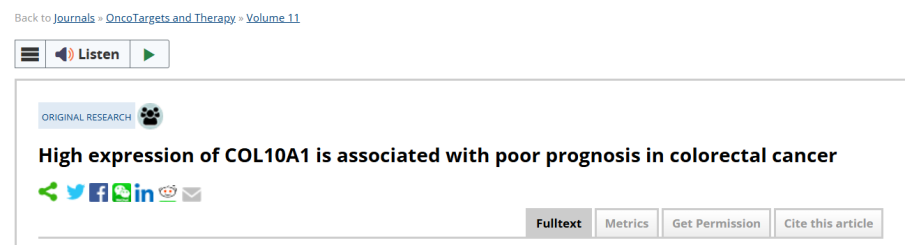 Back to Journals » OncoTargets and Therapy » Volume 11
Listen
ORIGINAL RESEARCH
High expression of COL10A1 is associated with poor prognosis in colorectal cancer
Fulltext Metrics Get Permission Cite this article